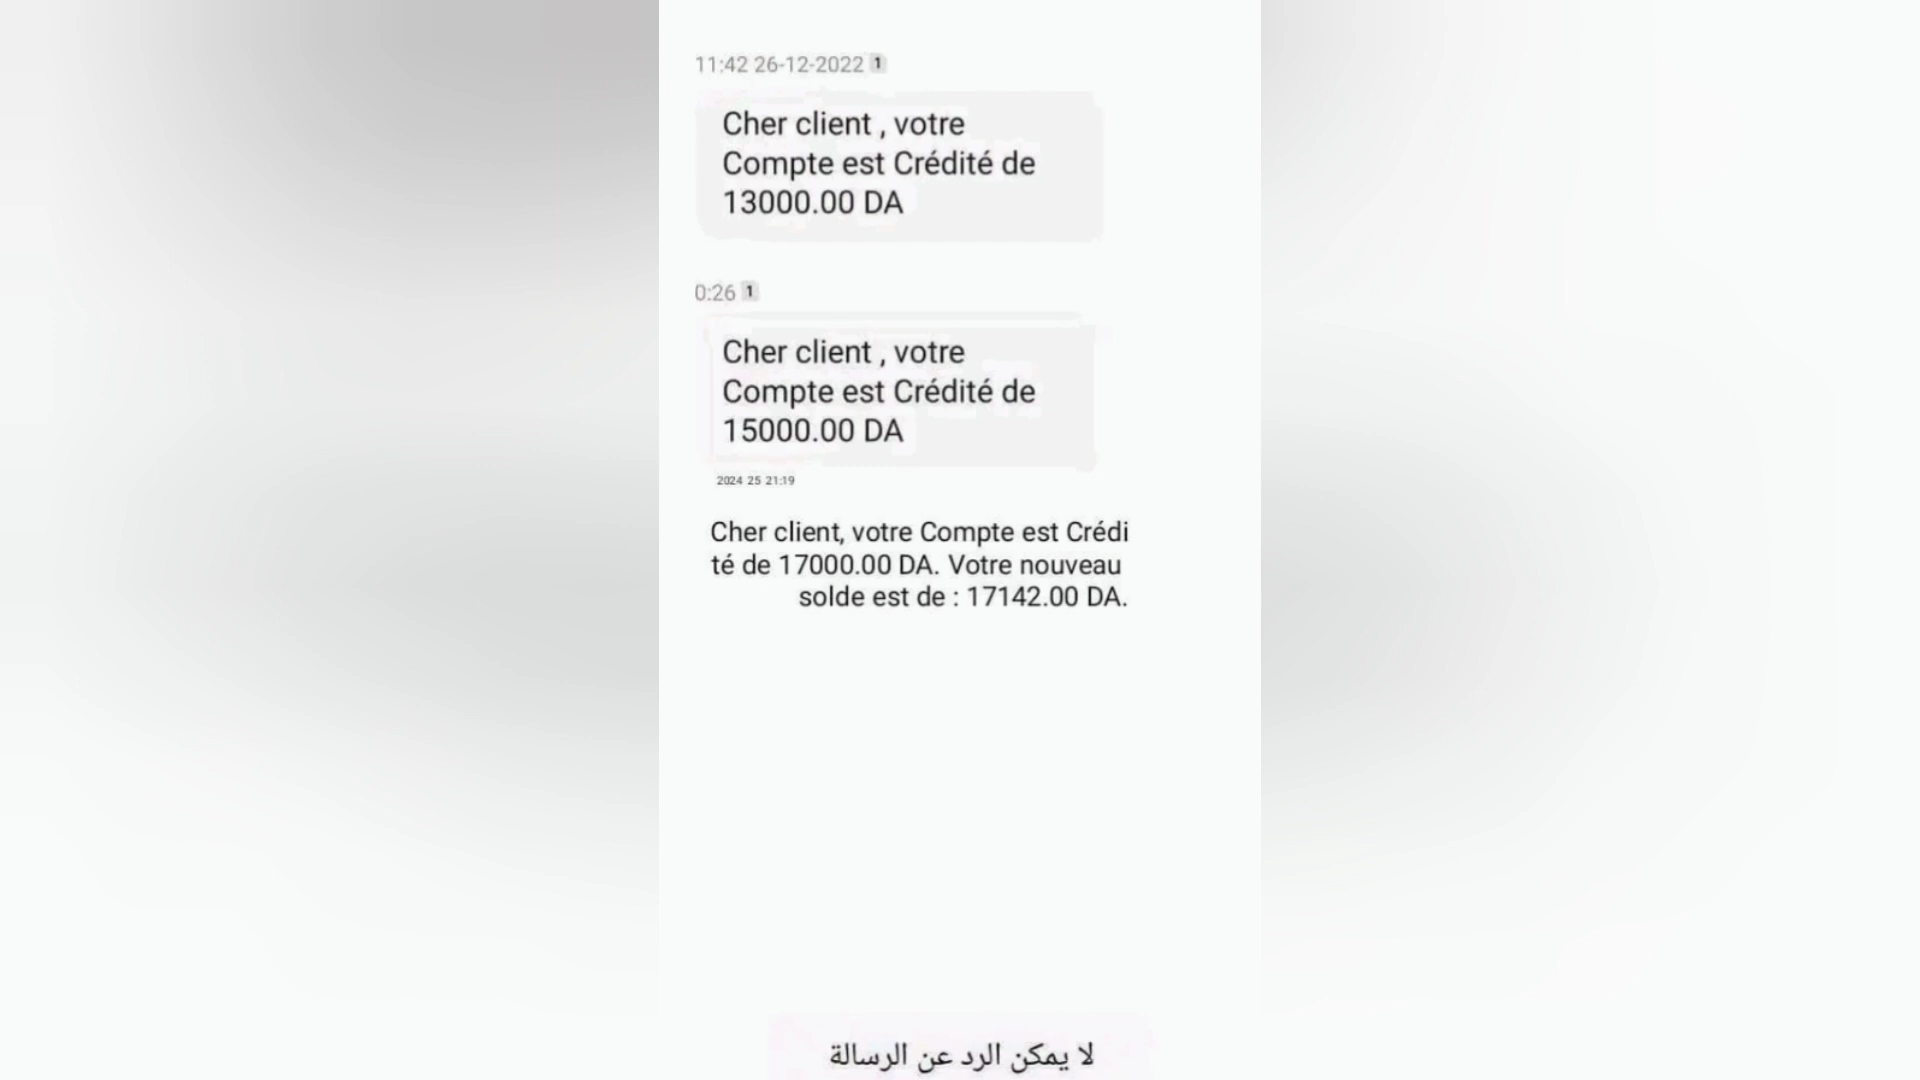 11:42 26-12-2022 1
Cher client , votre
Compte est Crédité de
13000.00 DA
0:26 1
Cher client , votre
Compte est Crédité de
15000.00 DA
2024 25 21:19
Cher client, votre Compte est Crédi
té de 17000.00 DA. Votre nouveau
solde est de : 17142.00 DA.
لا يمكن الرد عن الرسالة